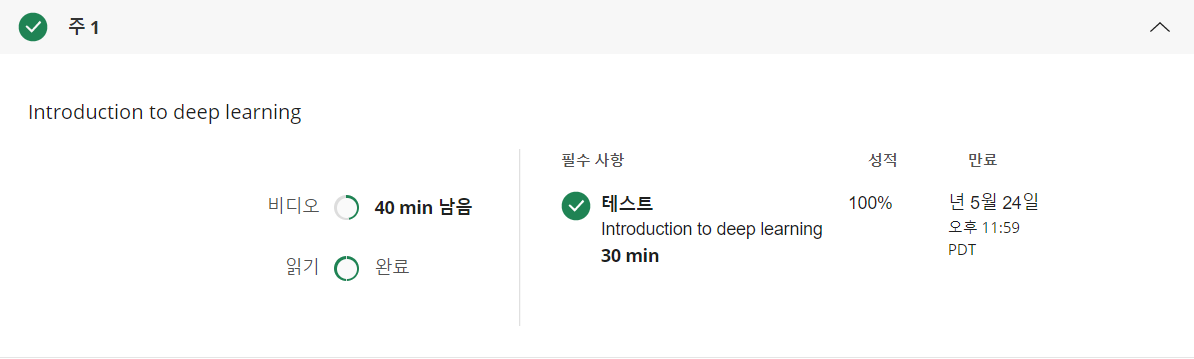 주 1
Introduction to deep learning
비디오 40 min 남음
읽기 완료
필수 사항 성적 만료
테스트 100% 년 5월 24일
Introduction to deep learning 오후 11:59
30 min PDT